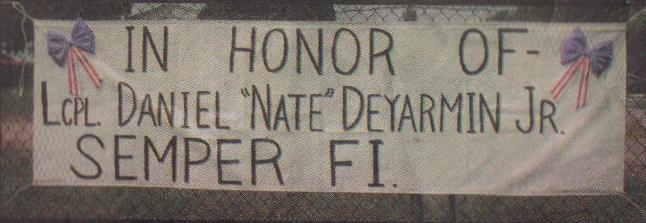 IN HONOR OF-
LCPL. DANIEL "NATE" DEYARMIN JR.
SEMPER FI.